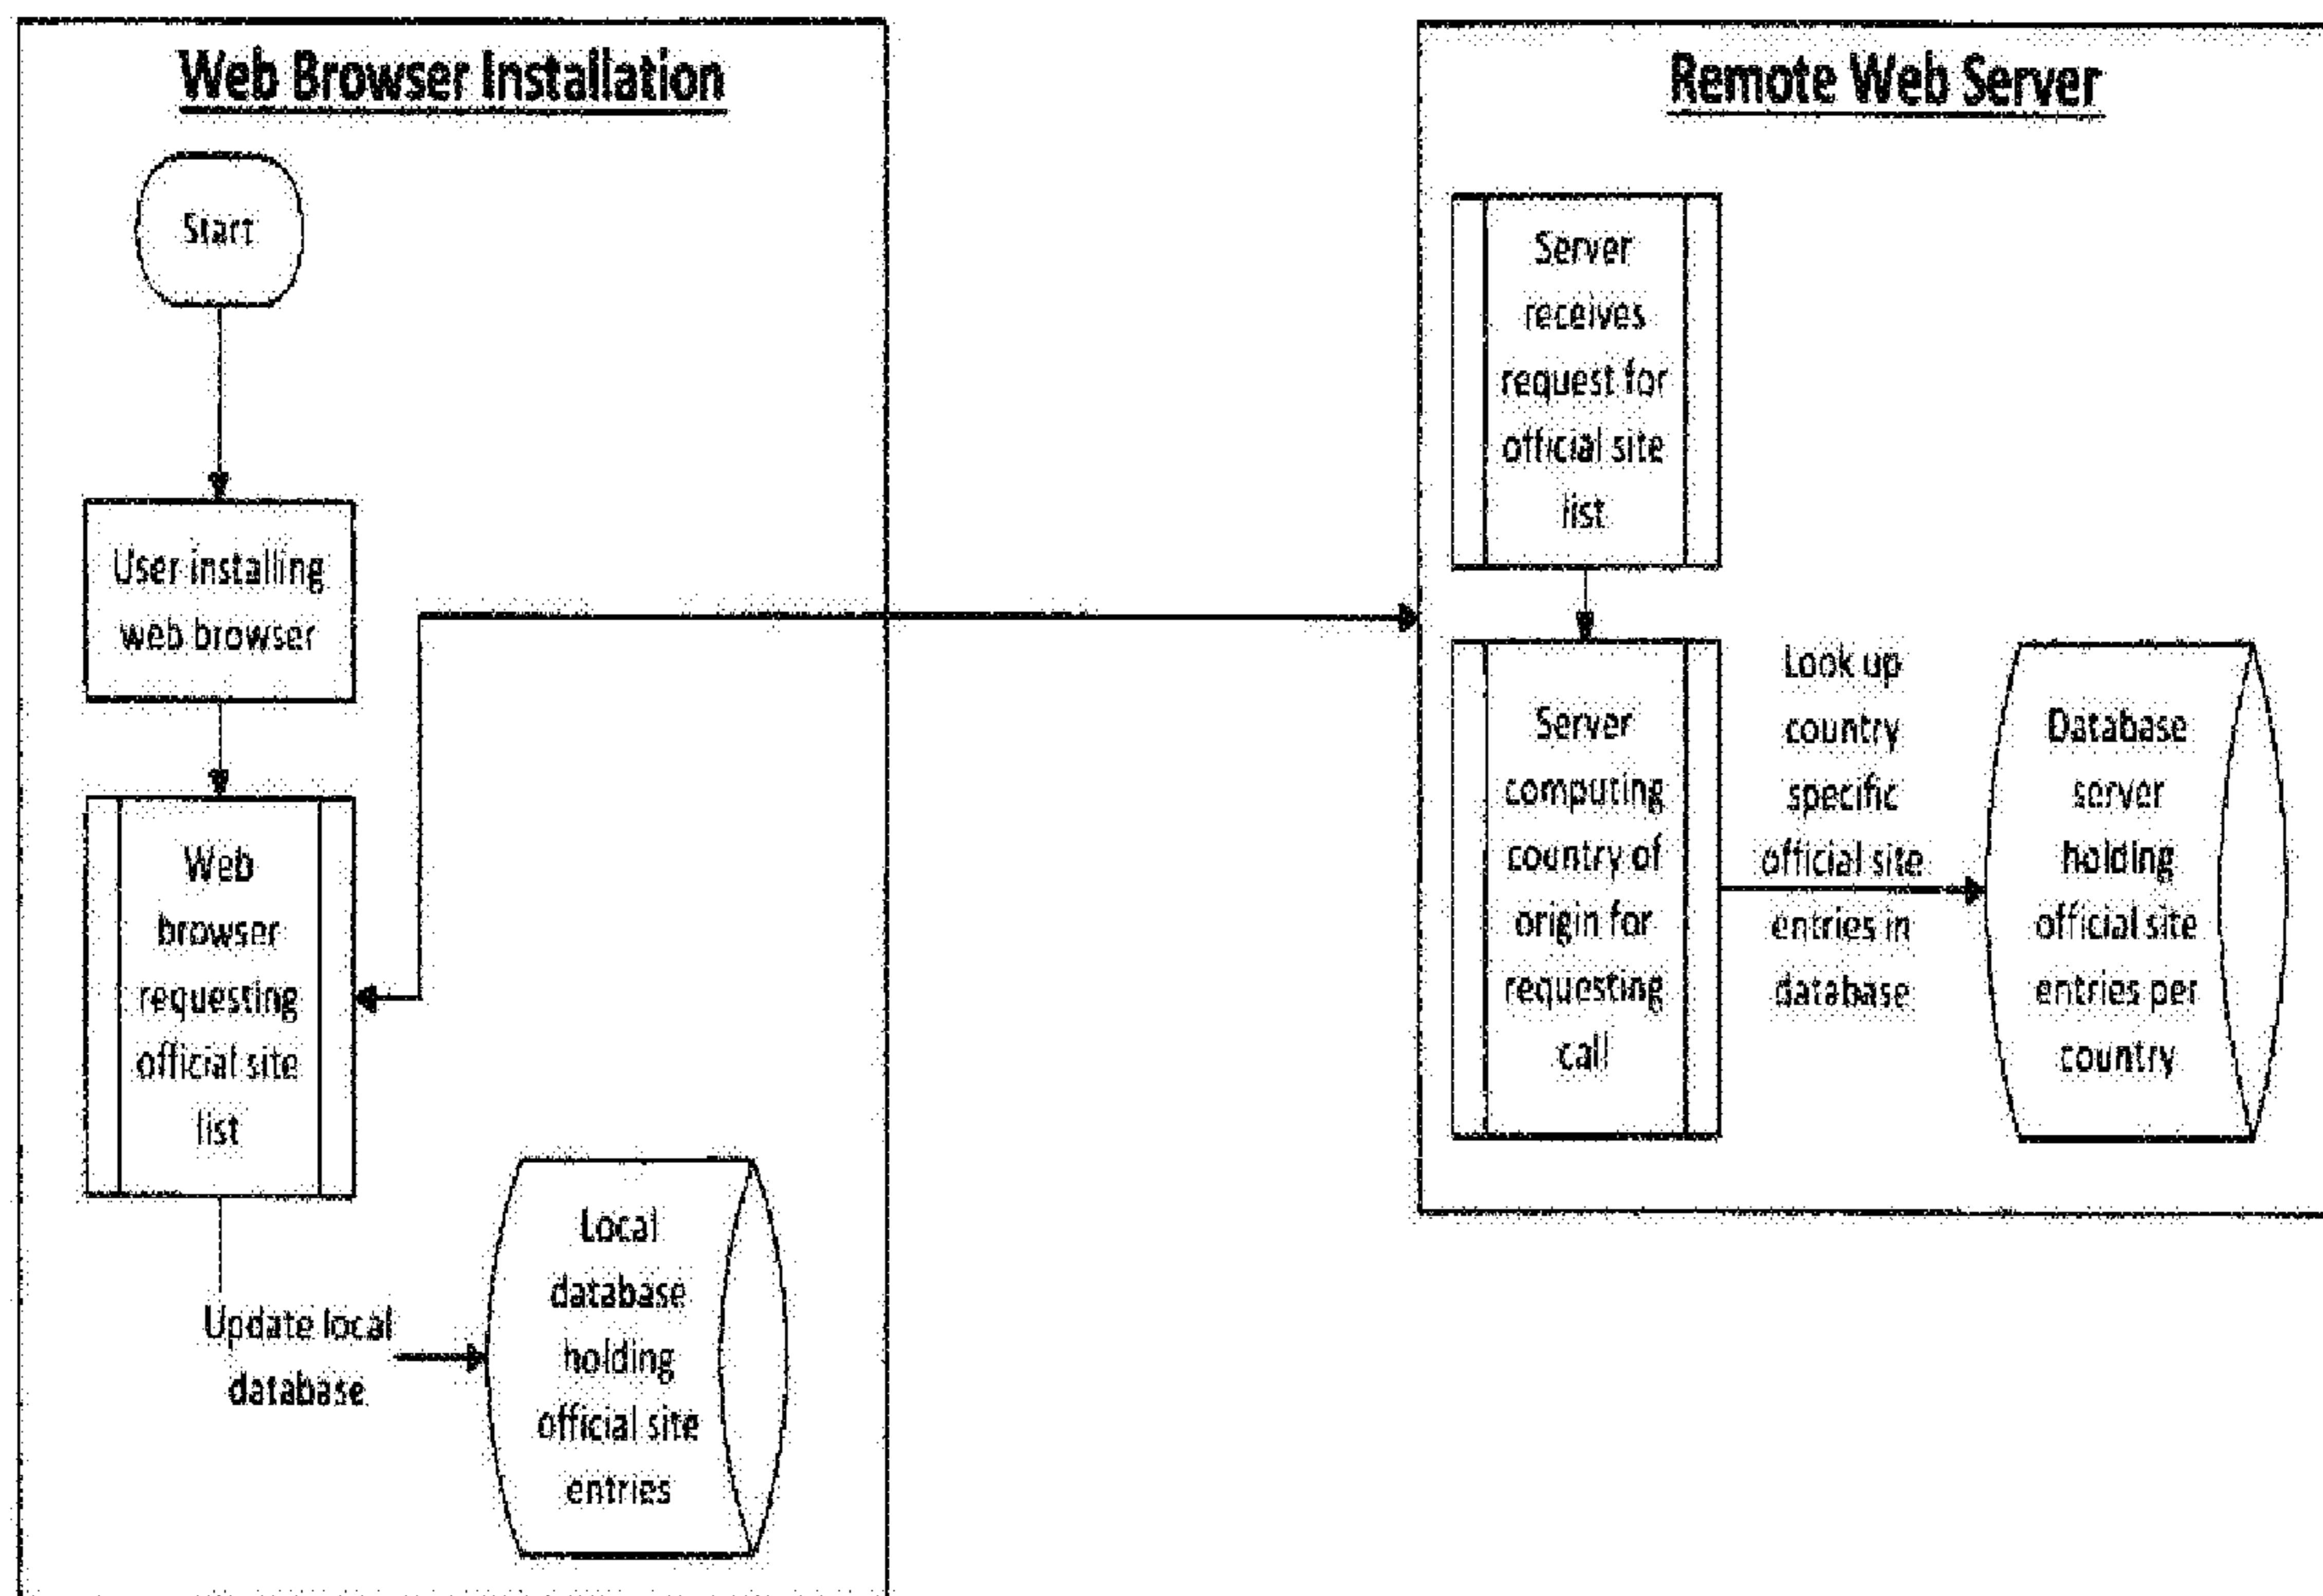 Web Browser Installation
Start
User installing
web browser
Web
browser
requesting
official site
list
Update local
database
Local
database
holding
official site
entries
Remote Web Server
Server
receives
request for
official site
list
Server
computing
country of
origin for
requesting
call
Look up
country
specific
official site
entries in
database
Database
server
holding
official site
entries per
country